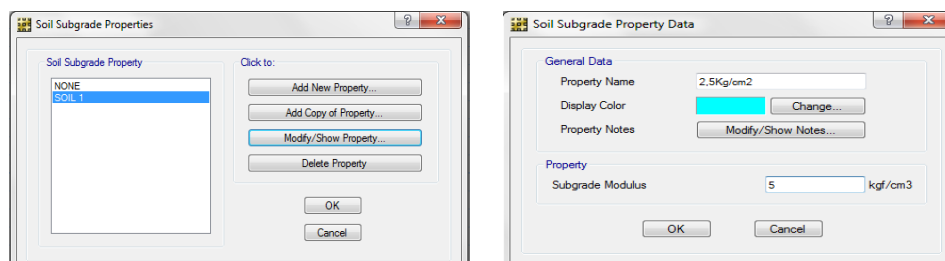 Soil Subgrade Properties
Soil Subgrade Property
NONE
SOIL 1
Click to:
Add New Property...
Add Copy of Property...
Modify/Show Property...
Delete Property
OK
Cancel
Soil Subgrade Property Data
General Data
Property Name 2,5Kg/cm2
Display Color Change...
Property Notes Modify/Show Notes...
Property
Subgrade Modulus 5 kgf/cm3
OK Cancel